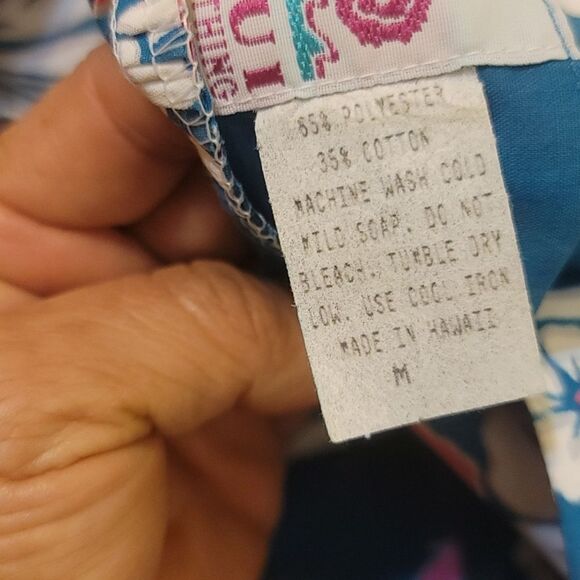 65% POLYESTER
35% COTTON
MACHINE WASH COLD
MILD SOAP. DO NOT
BLEACH. TUMBLE DRY
LOW. USE COOL IRON
MADE IN HAWAII
M